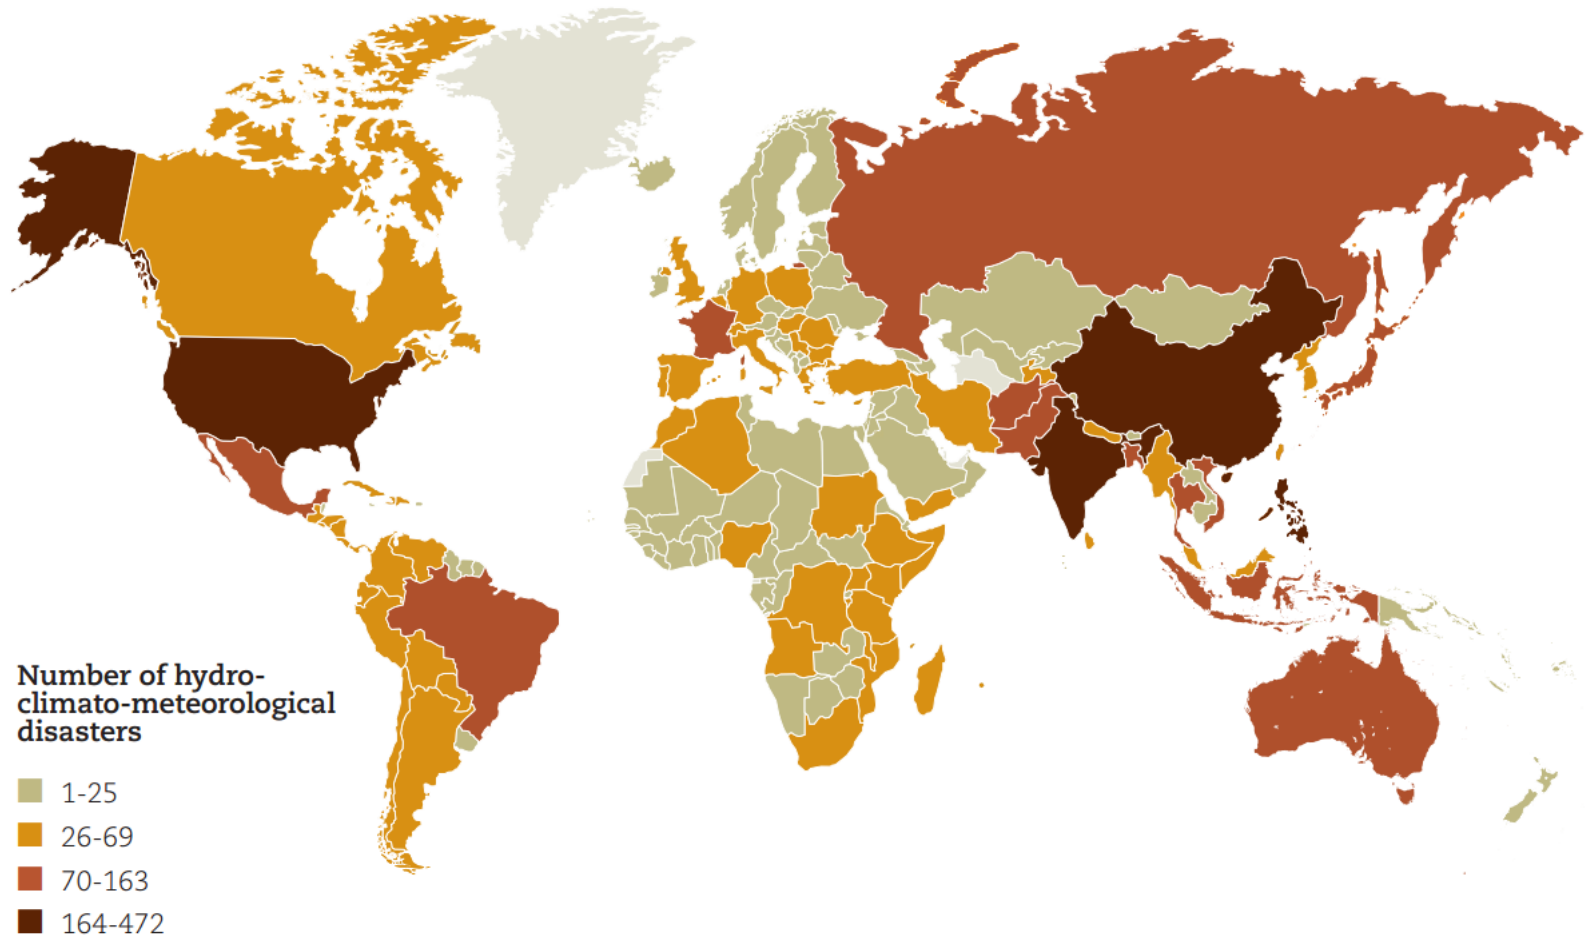 Number of hydro-
climato-meteorological
disasters
1-25
26-69
70-163
164-472